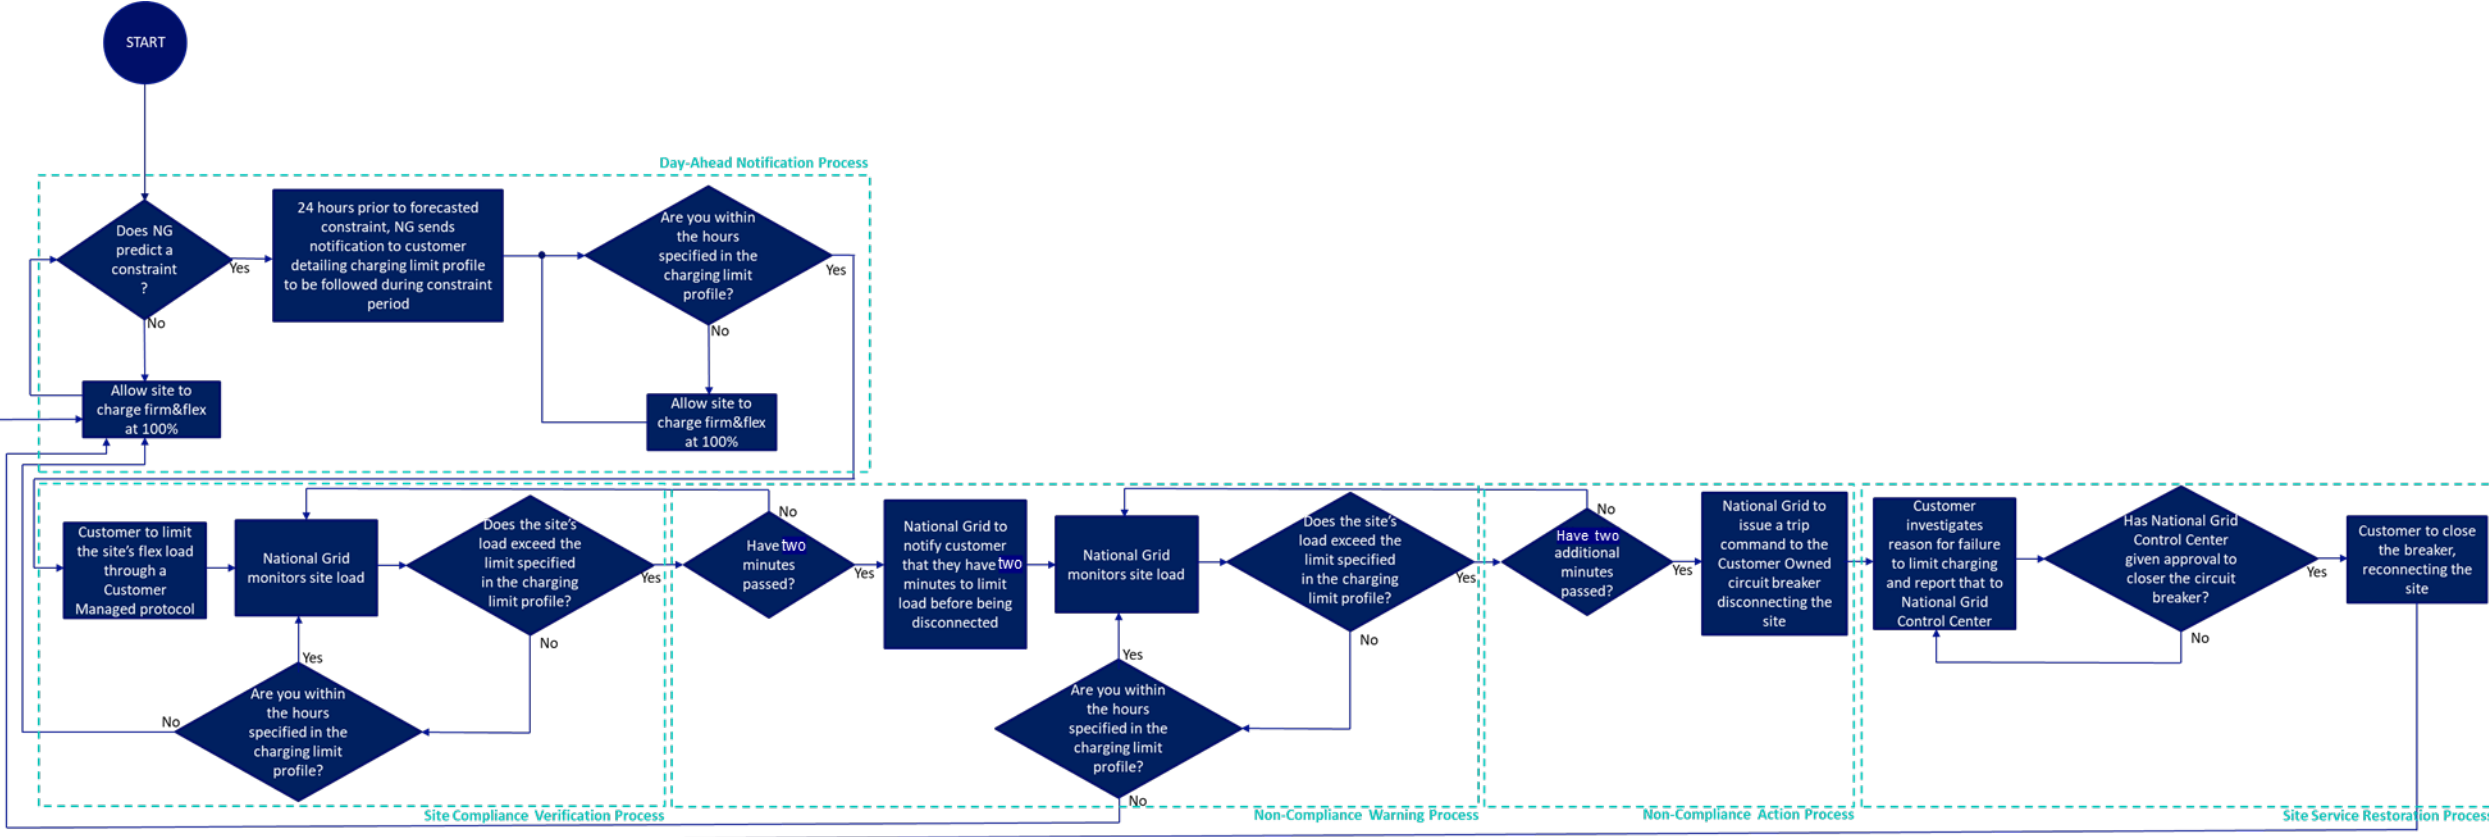 START
Day-Ahead Notification Process
Does NG
predict a
constraint
?
Yes
No
24 hours prior to forecasted
constraint, NG sends
notification to customer
detailing charging limit profile
to be followed during constraint
period
Are you within
the hours
specified in the
charging limit
profile?
Yes
No
Allow site to
charge firm&flex
at 100%
Allow site to
charge firm&flex
at 100%
Customer to limit
the site's flex load
through a
Customer
Managed protocol
National Grid
monitors site load
Does the site's
load exceed the
limit specified
in the charging
limit profile?
Yes
No
Are you within
the hours
specified in the
charging limit
profile?
Yes
No
Site Compliance Verification Process
Have two
minutes
passed?
No
Yes
National Grid to
notify customer
that they have two
minutes to limit
load before being
disconnected
National Grid
monitors site load
Does the site's
load exceed the
limit specified
in the charging
limit profile?
Yes
No
Are you within
the hours
specified in the
charging limit
profile?
Yes
No
Non-Compliance Warning Process
Have two
additional
minutes
passed?
No
Yes
National Grid to
issue a trip
command to the
Customer Owned
circuit breaker
disconnecting the
site
Non-Compliance Action Process
Customer
investigates
reason for failure
to limit charging
and report that to
National Grid
Control Center
Has National Grid
Control Center
given approval to
closer the circuit
breaker?
Yes
No
Customer to close
the breaker,
reconnecting the
site
Site Service Restoration Process